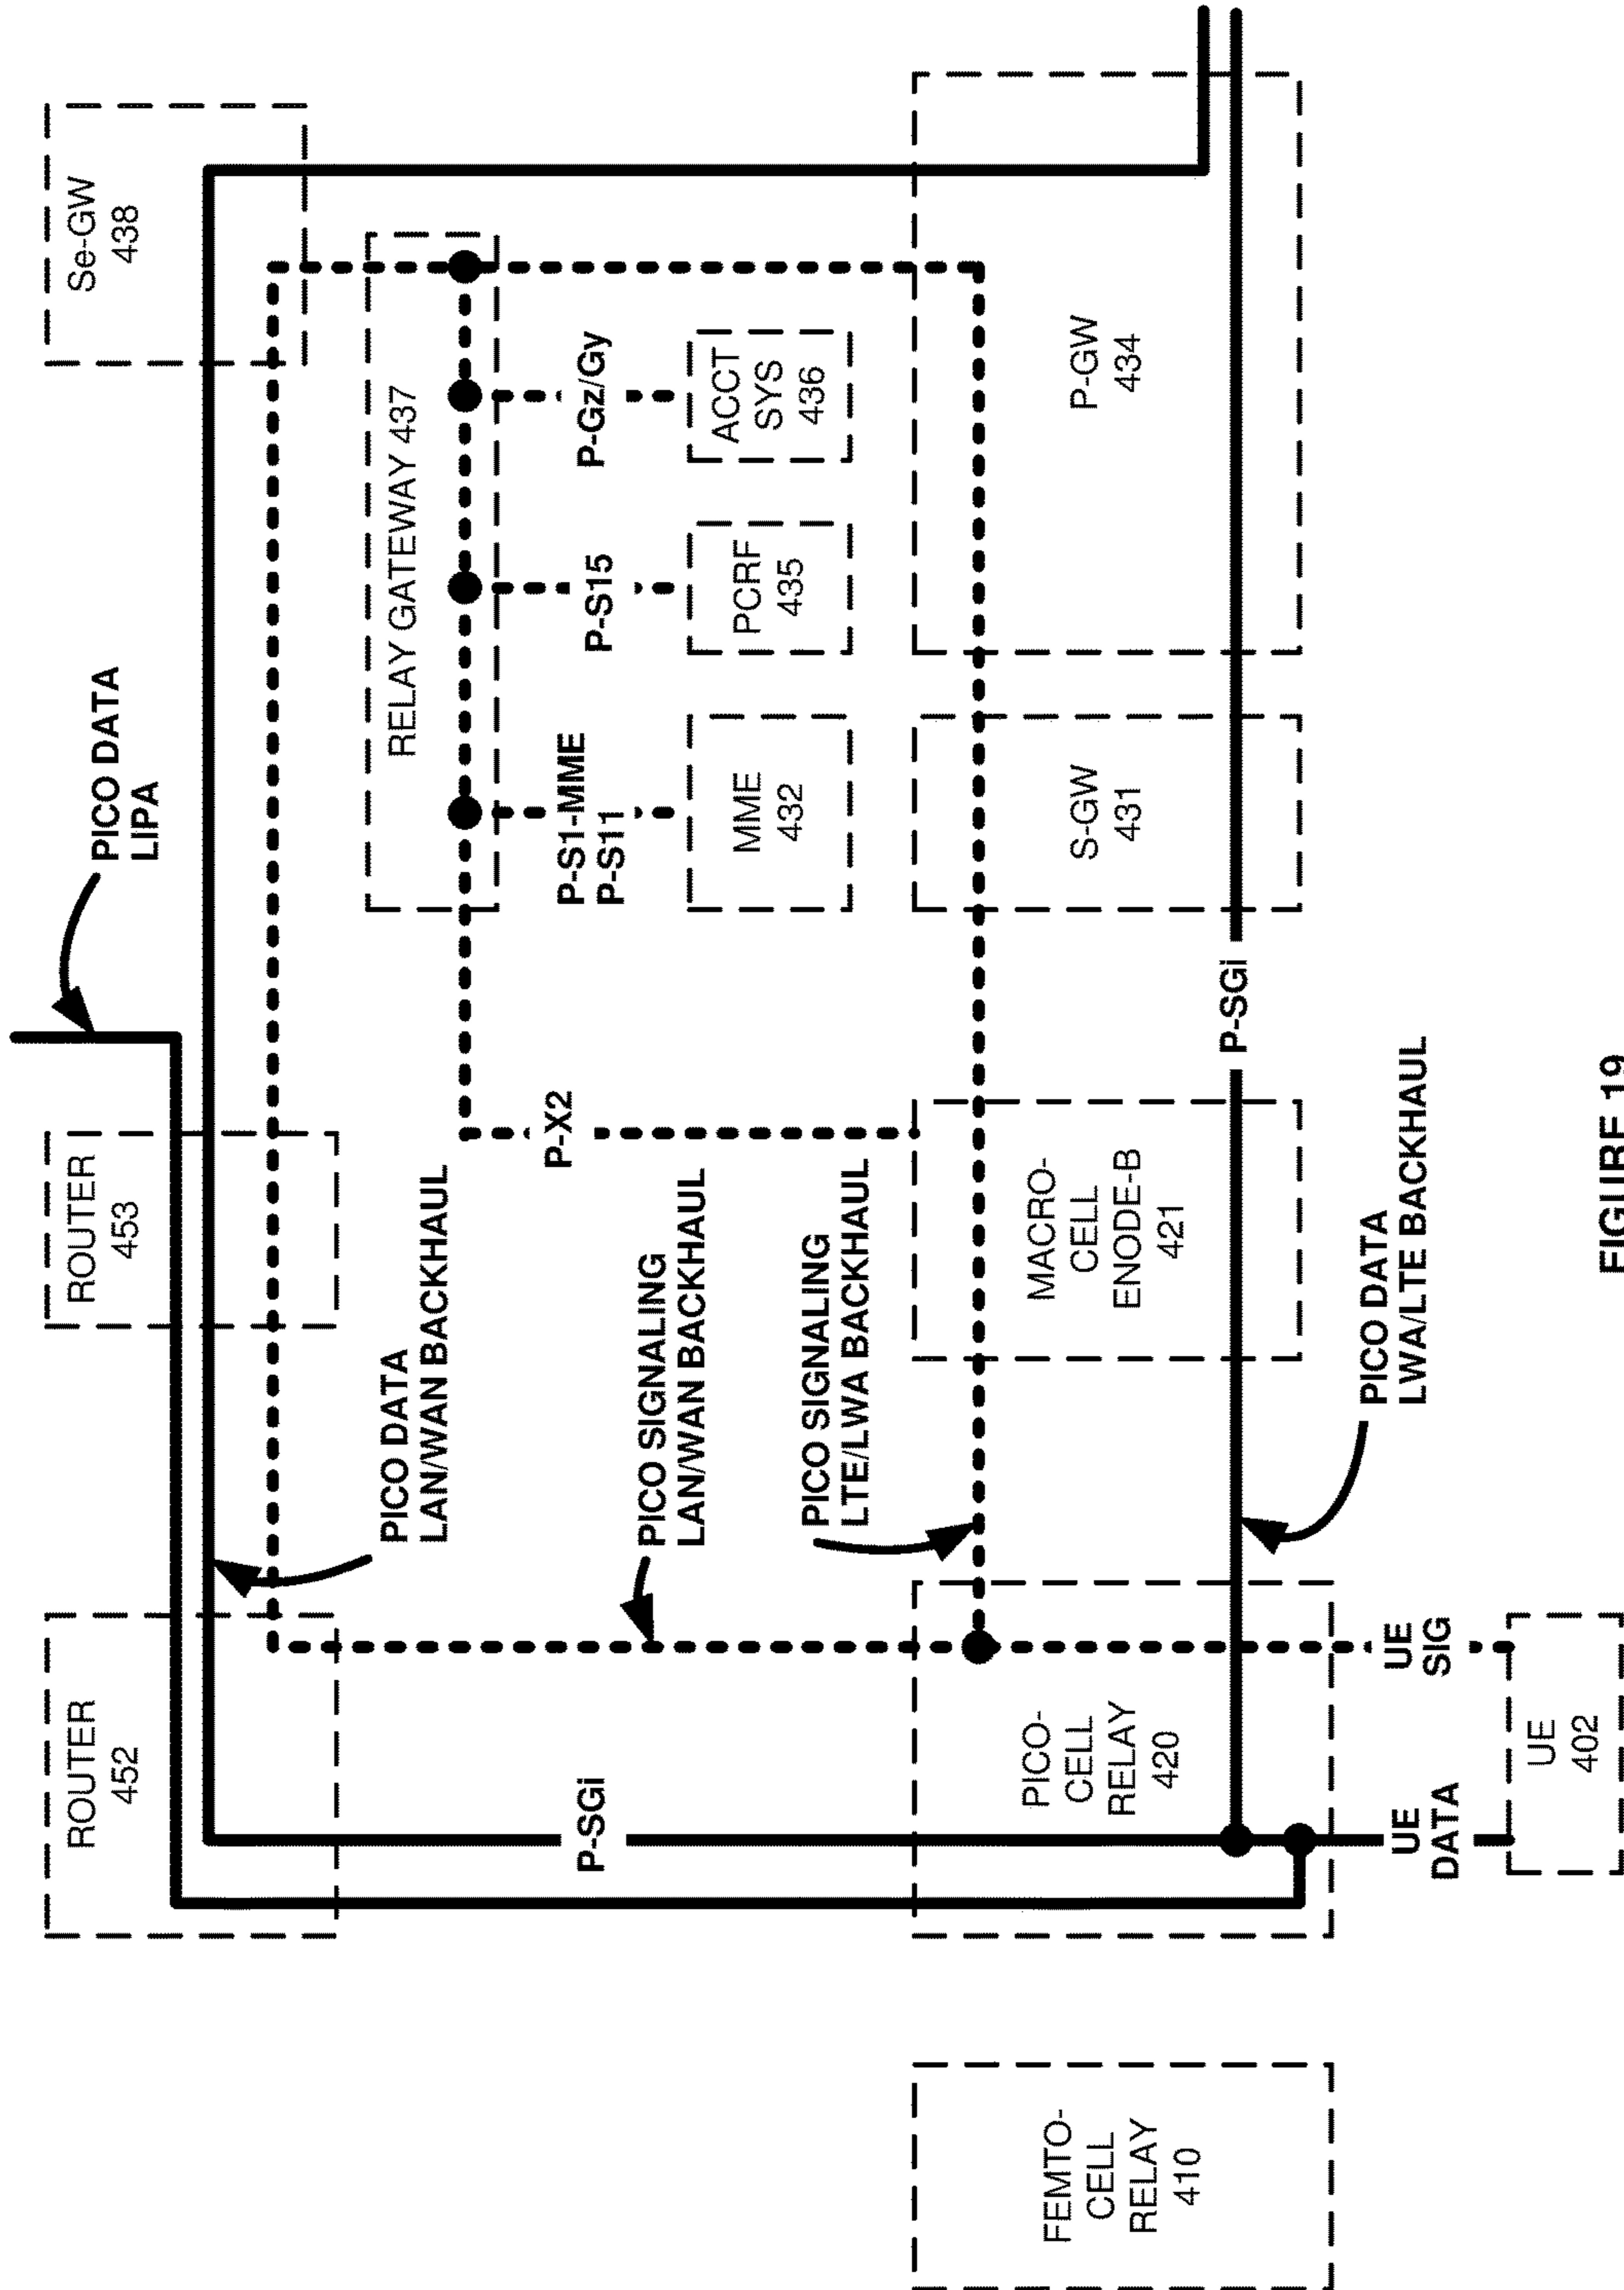 PICO DATA
LIPA
ROUTER
452
ROUTER
453
Se-GW
438
PICO DATA
LAN/WAN BACKHAUL
RELAY GATEWAY 437
P-SGi
PICO SIGNALING
LAN/WAN BACKHAUL
P-X2
P-S1-MME
P-S11
P-S15
P-Gz/Gy
PICO SIGNALING
LTE/LWA BACKHAUL
MME
432
PCRF
435
ACCT
SYS
436
FEMTO-
CELL
RELAY
410
PICO-
CELL
RELAY
420
MACRO-
CELL
ENODE-B
421
S-GW
431
P-GW
434
P-SGi
UE
DATA
UE
SIG
PICO DATA
LWA/LTE BACKHAUL
UE
402
FIGURE 19